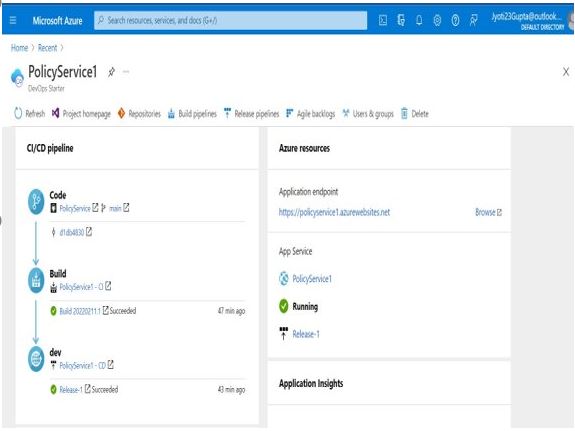 Microsoft Azure
Search resources, services, and docs (G+/)
Jyoti23Gupta@outlook...
DEFAULT DIRECTORY
Home > Recent >
PolicyService1
DevOps Starter
Refresh Project homepage Repositories Build pipelines Release pipelines Agile backlogs Users & groups Delete
CI/CD pipeline
Code
PolicyService main
d1db4830
Build
PolicyService1 - CI
Build 20220211.1 Succeeded 47 min ago
dev
PolicyService1 - CD
Release-1 Succeeded 43 min ago
Azure resources
Application endpoint
https://policyservice1.azurewebsites.net Browse
App Service
PolicyService1
Running
Release-1
Application Insights